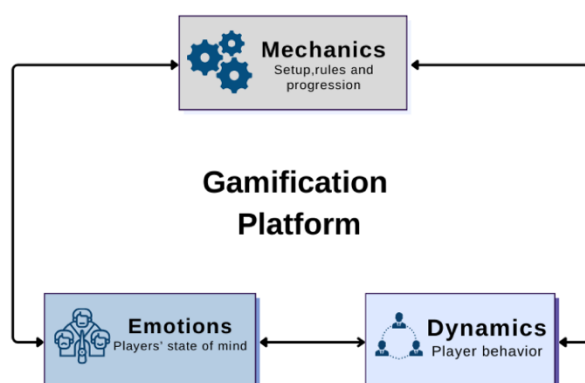 Mechanics
Setup,rules and
progression
Gamification
Platform
Emotions
Players' state of mind
Dynamics
Player behavior